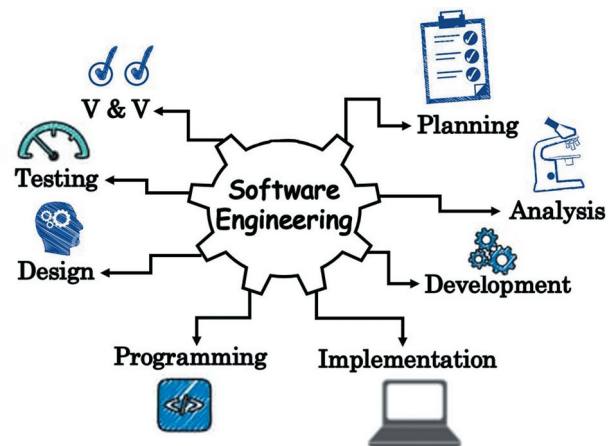 V & V
Planning
Testing
Software
Engineering
Analysis
Design
Development
Programming
Implementation